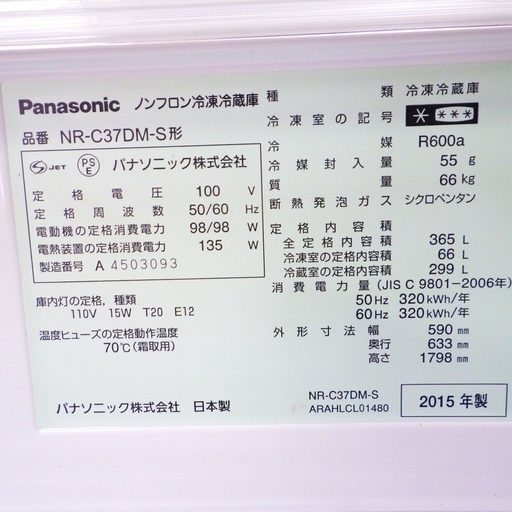 Panasonic ノンフロン冷凍冷蔵庫
品番 NR-C37DM-S形
JET PSE パナソニック株式会社
定格電圧 100 V
定格周波数 50/60 Hz
電動機の定格消費電力 98/98 W
電熱装置の定格消費電力 135 W
製造番号 A 4503093
庫内灯の定格，種類
110V 15W T20 E12
温度ヒューズの定格動作温度
70℃(霜取用)
パナソニック株式会社 日本製
種類 冷凍冷蔵庫
冷凍室の記号
冷媒 R600a
冷媒封入量 55 g
質量 66 kg
断熱発泡ガス シクロペンタン
定格内容積
全定格内容積 365 L
冷凍室の定格内容積 66 L
冷蔵室の定格内容積 299 L
消費電力量 (JIS C 9801-2006年)
50 Hz 320 kWh/年
60 Hz 320 kWh/年
外形寸法 幅 590 mm
奥行 633 mm
高さ 1798 mm
NR-C37DM-S
ARAHLCL01480
2015年製